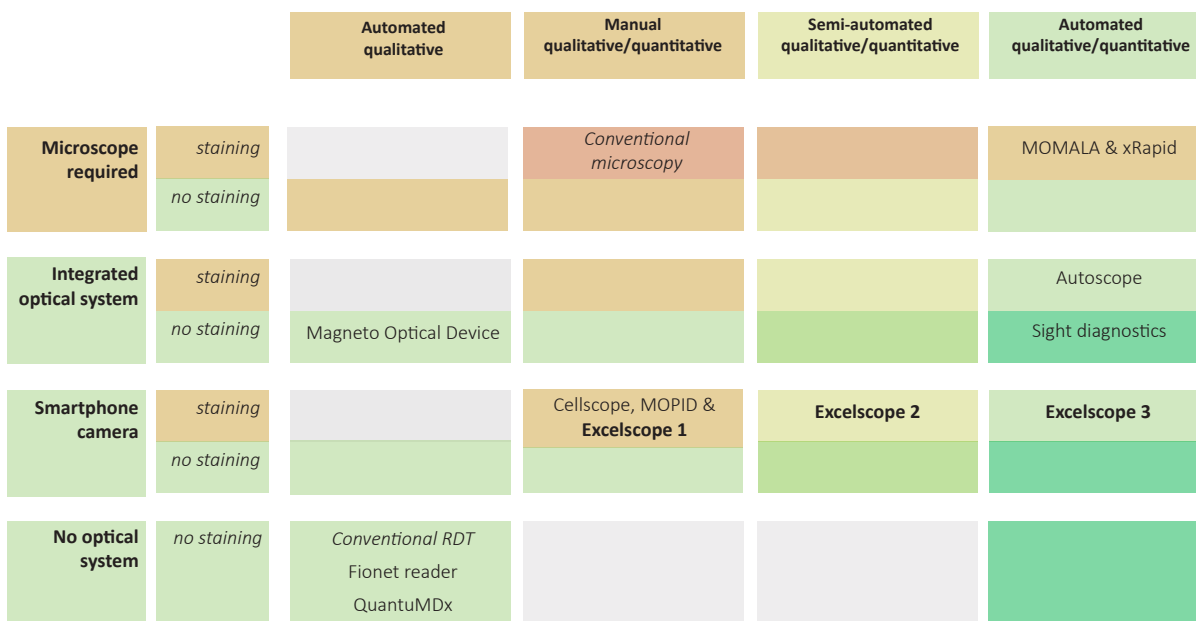 Automated
qualitative
Manual
qualitative/quantitative
Semi-automated
qualitative/quantitative
Automated
qualitative/quantitative
Microscope
required
staining
Conventional
microscopy
MOMALA & xRapid
no staining
Integrated
optical system
staining
Autoscope
no staining
Magneto Optical Device
Sight diagnostics
Smartphone
camera
staining
Cellscope, MOPID &
Excelscope 1
Excelscope 2
Excelscope 3
no staining
No optical
system
no staining
Conventional RDT
Fionet reader
QuantuMDx